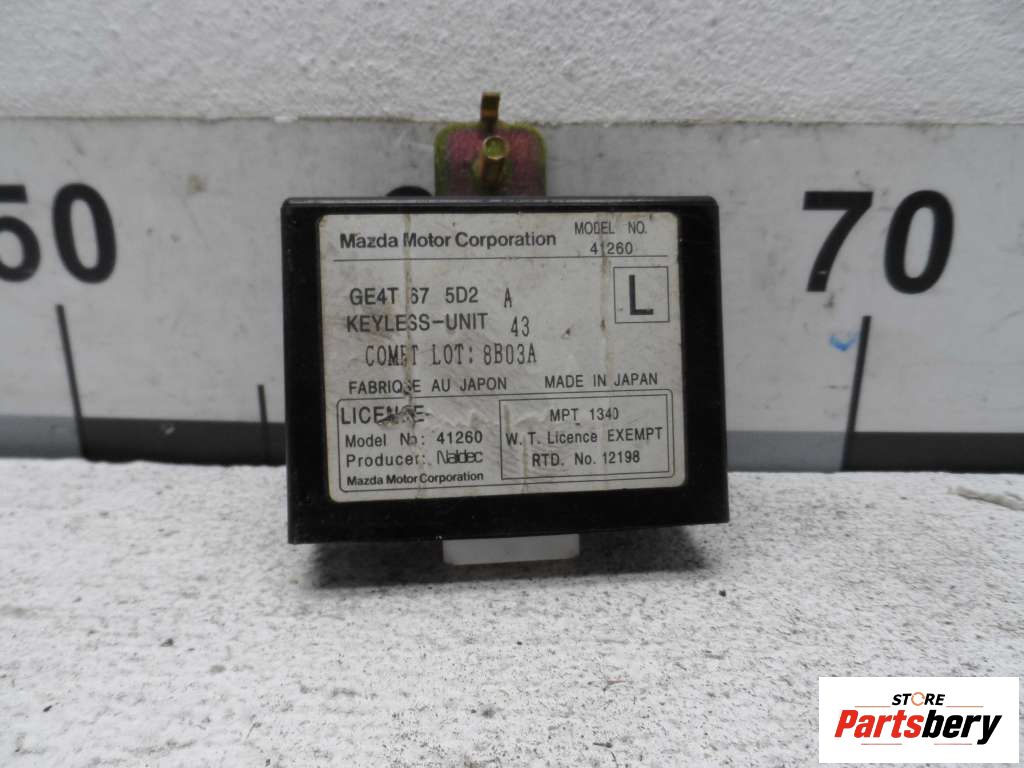 50
70
Mazda Motor Corporation
MODEL NO.
41260
GE4T 67 5D2 A
L
KEYLESS-UNIT 43
LOT: 8B03A
FABRIQSE AU JAPON MADE IN JAPAN
LICENCE
Model No: 41260
Producer: Naldec
Mazda Motor Corporation
MPT 1340
W. T. Licence EXEMPT
RTD. No. 12198
STORE
Partsbery